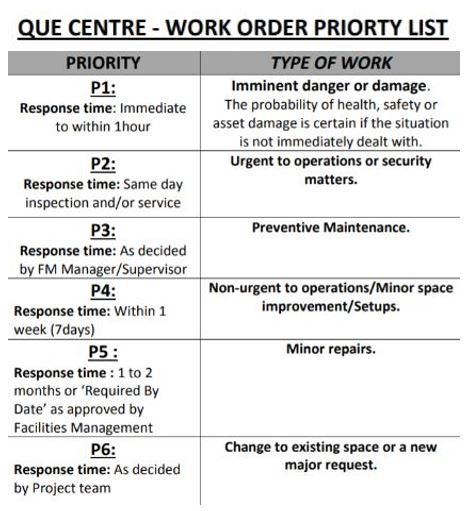 QUE CENTRE - WORK ORDER PRIORTY LIST
PRIORITY
TYPE OF WORK
P1:
Response time: Immediate
to within 1hour
Imminent danger or damage.
The probability of health, safety or
asset damage is certain if the situation
is not immediately dealt with.
P2:
Response time: Same day
inspection and/or service
Urgent to operations or security
matters.
P3:
Response time: As decided
by FM Manager/Supervisor
Preventive Maintenance.
P4:
Response time: Within 1
week (7days)
Non-urgent to operations/Minor space
improvement/Setups.
P5 :
Response time : 1 to 2
months or ‘Required By
Date’ as approved by
Facilities Management
Minor repairs.
P6:
Response time: As decided
by Project team
Change to existing space or a new
major request.